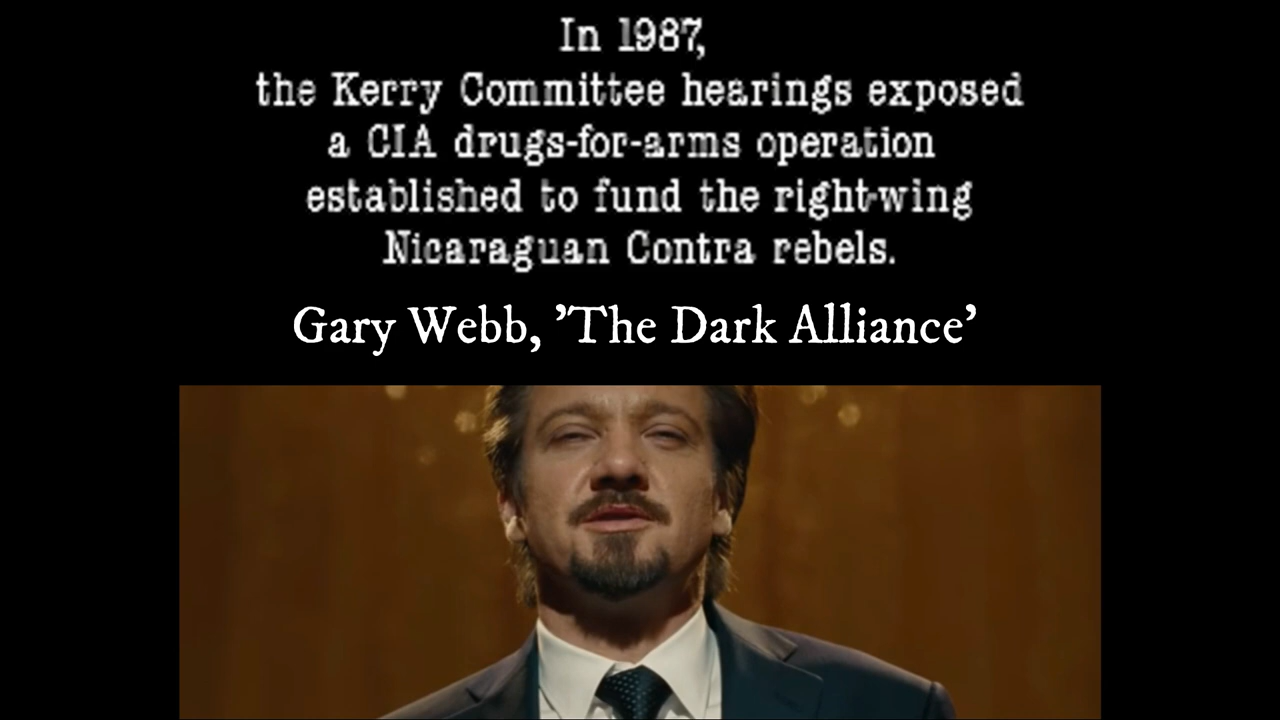 In 1987,
the Kerry Committee hearings exposed
a CIA drugs-for-arms operation
established to fund the right-wing
Nicaraguan Contra rebels.
Gary Webb, ’The Dark Alliance’